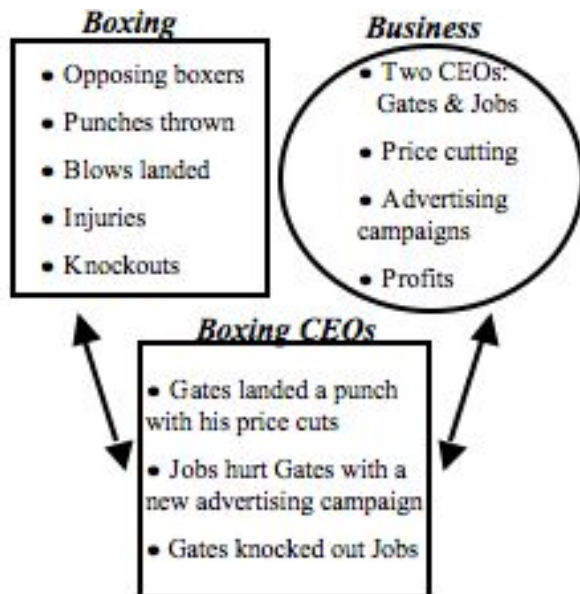 Boxing
• Opposing boxers
• Punches thrown
• Blows landed
• Injuries
• Knockouts
Business
• Two CEOs:
Gates & Jobs
• Price cutting
• Advertising
campaigns
• Profits
Boxing CEOs
• Gates landed a punch
with his price cuts
• Jobs hurt Gates with a
new advertising campaign
• Gates knocked out Jobs